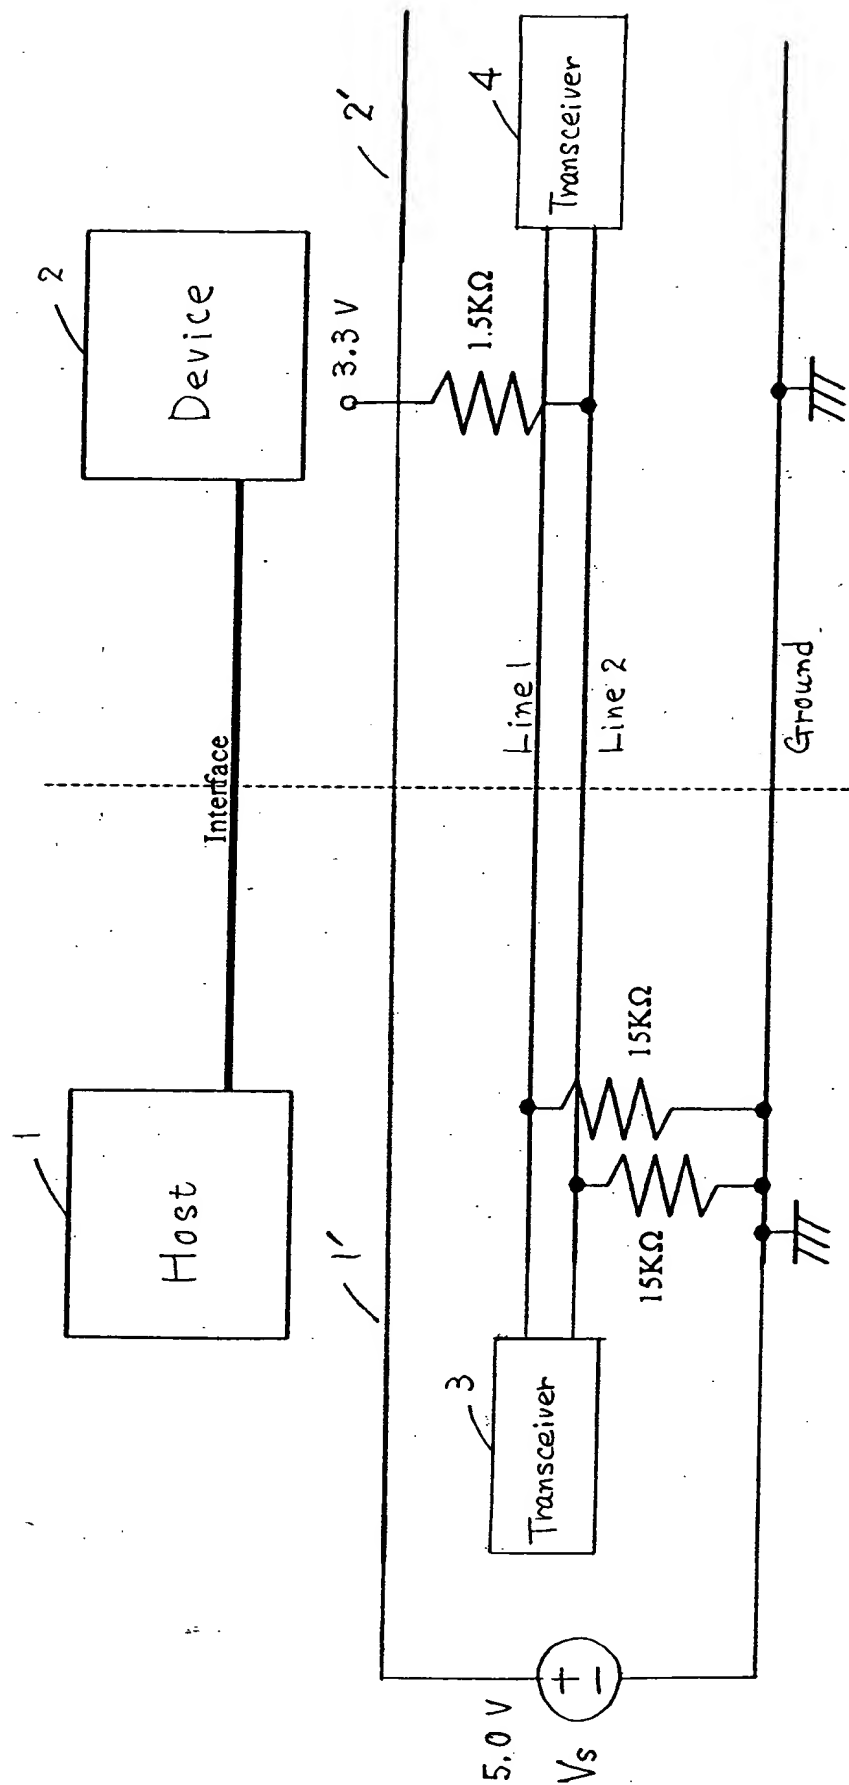 1
Host
Interface
2
Device
1'
2'
3.3 V
1.5KΩ
3
Transceiver
4
Transceiver
Line 1
Line 2
15KΩ
15KΩ
5.0 V
Vs
+
−
Ground